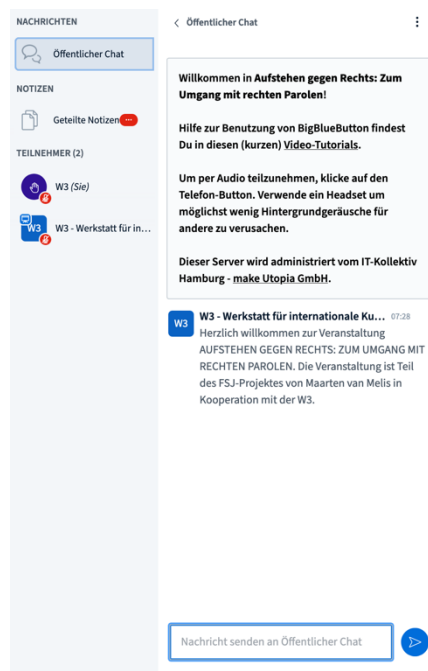 NACHRICHTEN
Öffentlicher Chat
NOTIZEN
Geteilte Notizen
TEILNEHMER (2)
W3 (Sie)
W3
W3 - Werkstatt für in...
Öffentlicher Chat
Willkommen in Aufstehen gegen Rechts: Zum
Umgang mit rechten Parolen!
Hilfe zur Benutzung von BigBlueButton findest
Du in diesen (kurzen) Video-Tutorials.
Um per Audio teilzunehmen, klicke auf den
Telefon-Button. Verwende ein Headset um
möglichst wenig Hintergrundgeräusche für
andere zu verusachen.
Dieser Server wird administriert vom IT-Kollektiv
Hamburg - make Utopia GmbH.
W3
W3 - Werkstatt für internationale Ku... 07:28
Herzlich willkommen zur Veranstaltung
AUFSTEHEN GEGEN RECHTS: ZUM UMGANG MIT
RECHTEN PAROLEN. Die Veranstaltung ist Teil
des FSJ-Projektes von Maarten van Melis in
Kooperation mit der W3.
Nachricht senden an Öffentlicher Chat